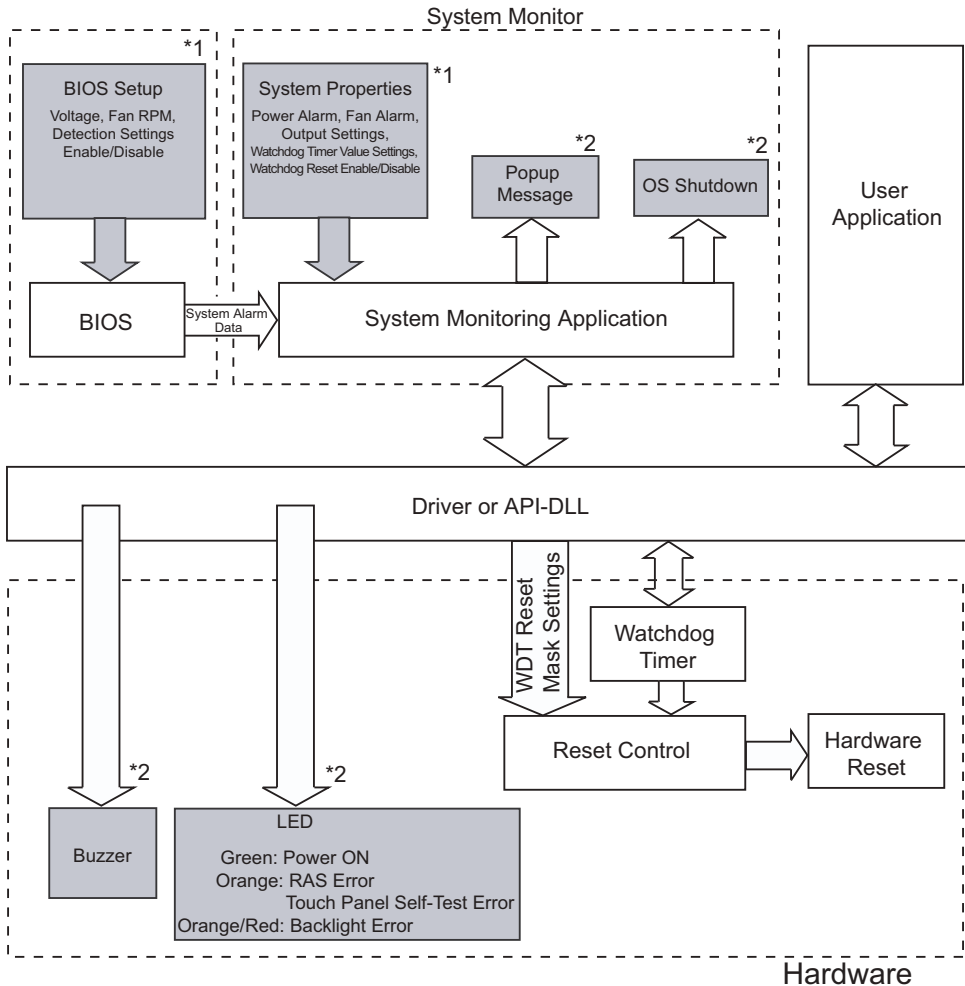 System Monitor
*1
BIOS Setup
Voltage, Fan RPM,
Detection Settings
Enable/Disable
*1
System Properties
Power Alarm, Fan Alarm,
Output Settings,
Watchdog Timer Value Settings,
Watchdog Reset Enable/Disable
*2
Popup
Message
*2
OS Shutdown
User
Application
BIOS
System Alarm
Data
System Monitoring Application
Driver or API-DLL
WDT Reset
Mask Settings
Watchdog
Timer
Reset Control
Hardware
Reset
*2
Buzzer
*2
LED
Green: Power ON
Orange: RAS Error
Touch Panel Self-Test Error
Orange/Red: Backlight Error
Hardware